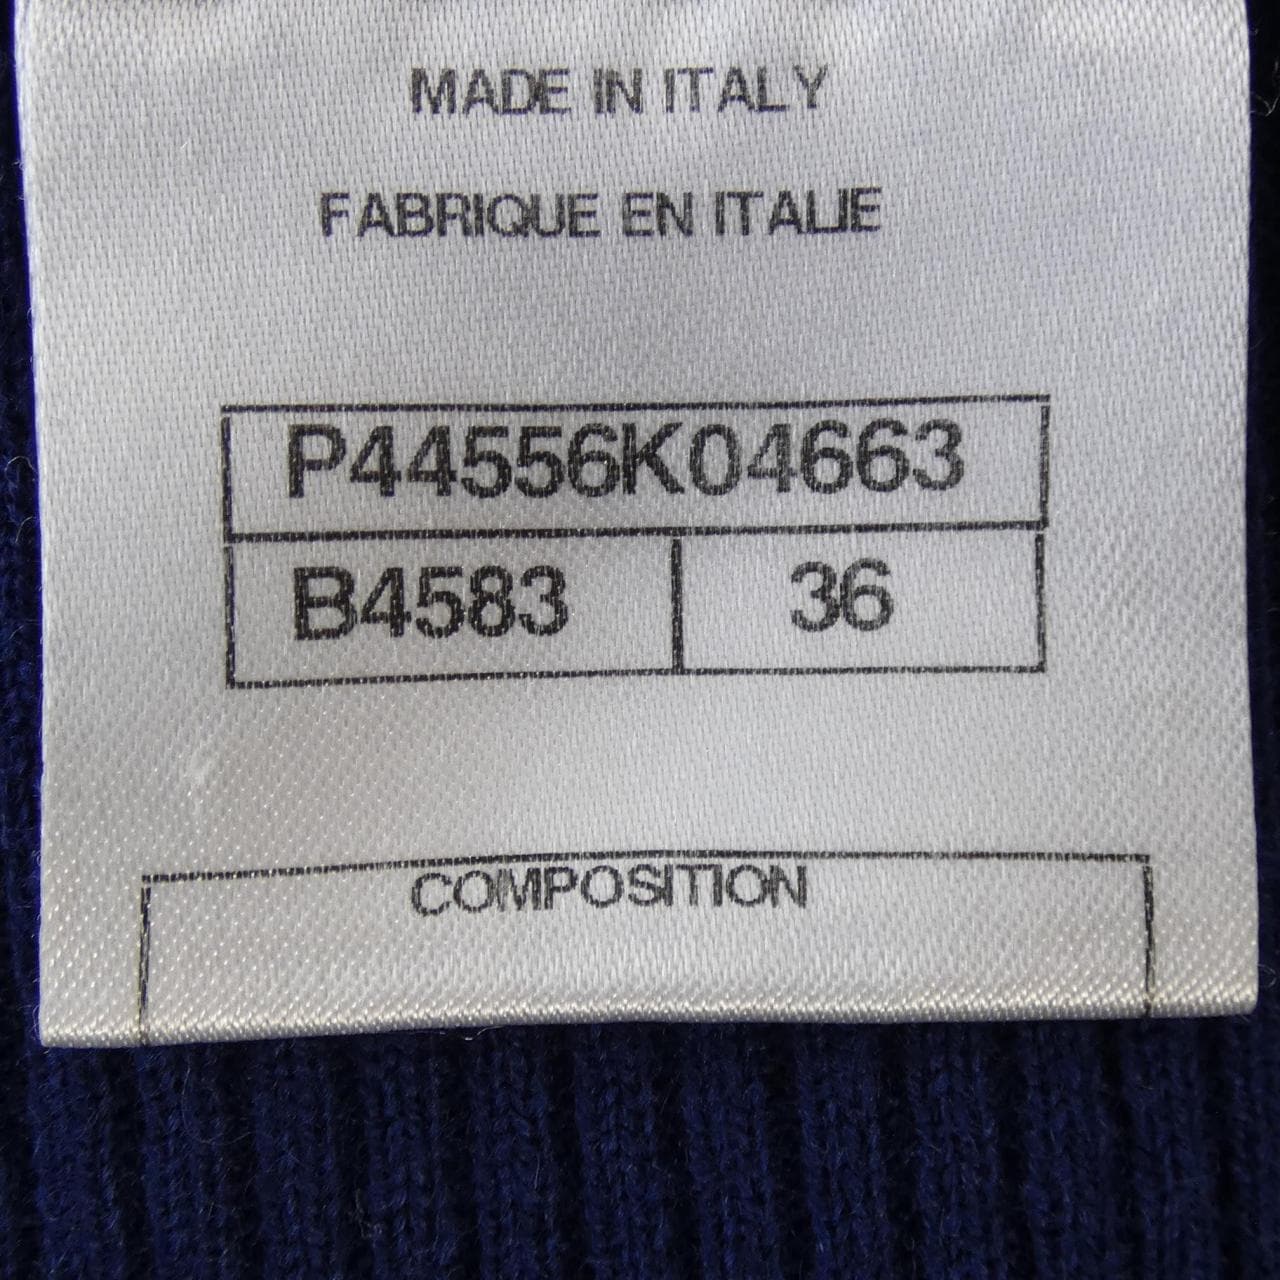 MADE IN ITALY
FABRIQUE EN ITALIE
P44556K04663
B4583 36
COMPOSITION